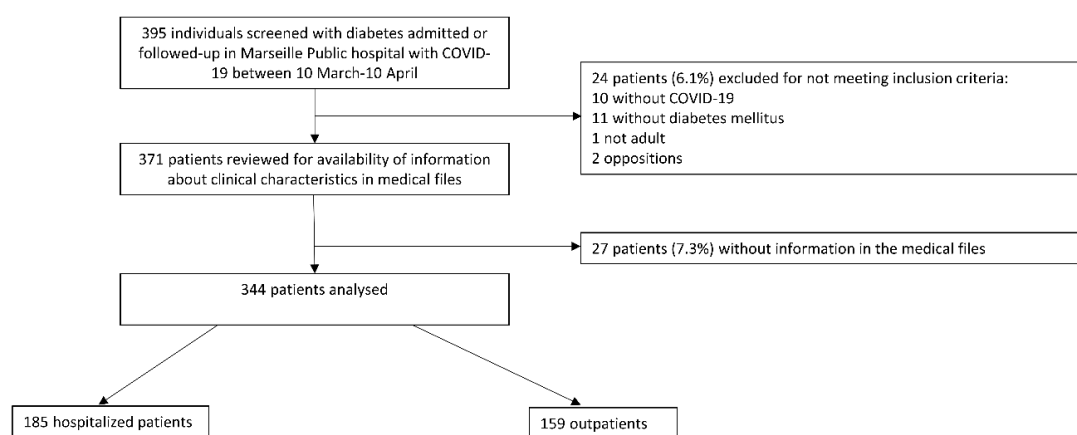 395 individuals screened with diabetes admitted or
followed-up in Marseille Public hospital with COVID-
19 between 10 March-10 April
24 patients (6.1%) excluded for not meeting inclusion criteria:
10 without COVID-19
11 without diabetes mellitus
1 not adult
2 oppositions
371 patients reviewed for availability of information
about clinical characteristics in medical files
27 patients (7.3%) without information in the medical files
344 patients analysed
185 hospitalized patients
159 outpatients